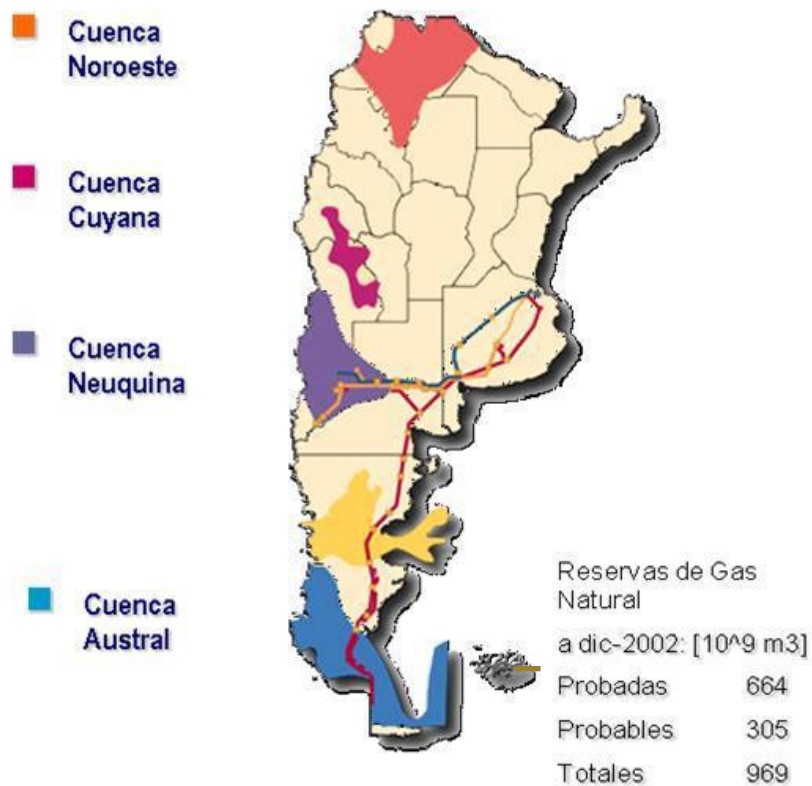 Cuenca
Noroeste
Cuenca
Cuyana
Cuenca
Neuquina
Cuenca
Austral
Reservas de Gas
Natural
a dic-2002: [10^9 m3]
Probadas 664
Probables 305
Totales 969